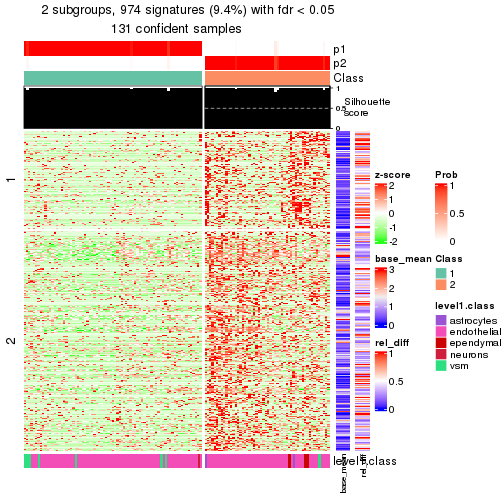 2 subgroups, 974 signatures (9.4%) with fdr < 0.05
131 confident samples
p1
p2
Class
1
0.5
0
Silhouette
score
1
2
z-score
2
1
0
-1
-2
Prob
1
0.5
0
base_mean
3
2
1
0
Class
1
2
rel_diff
1
0.5
0
level1.class
astrocytes
endothelial
ependymal
neurons
vsm
level1.class
base_mean
rel_diff